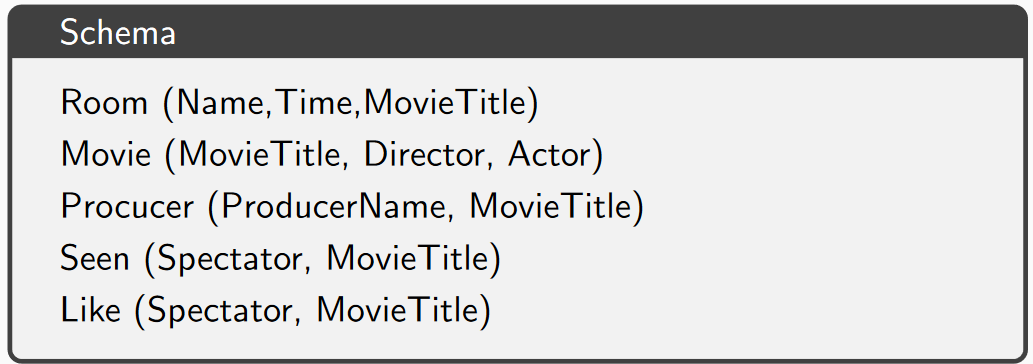 Schema
Room (Name,Time,MovieTitle)
Movie (MovieTitle, Director, Actor)
Procucer (ProducerName, MovieTitle)
Seen (Spectator, MovieTitle)
Like (Spectator, MovieTitle)